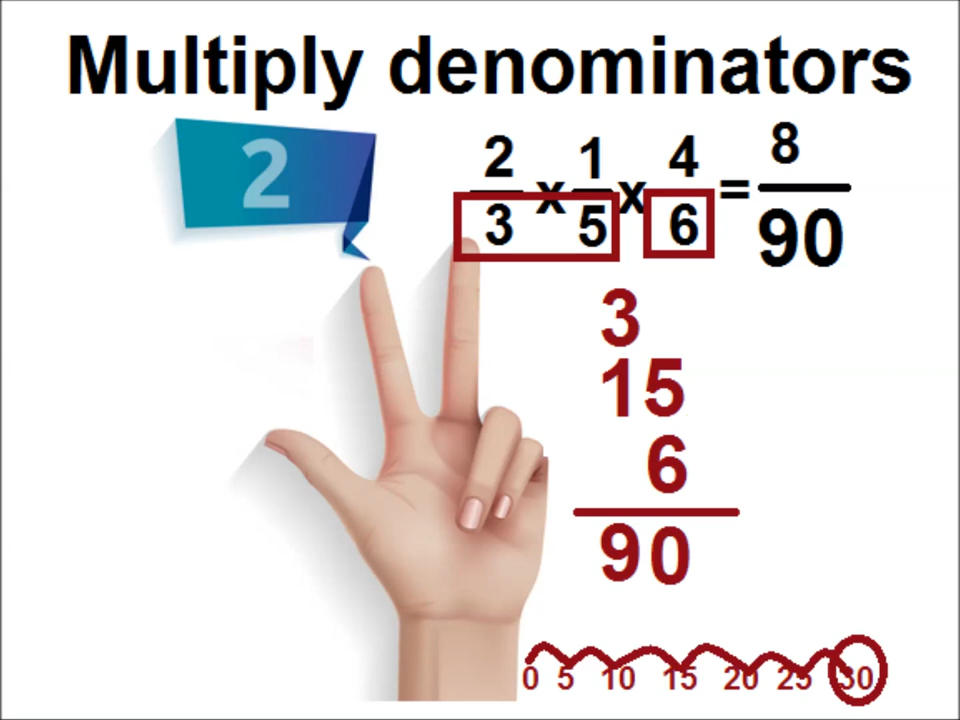 Multiply denominators
2
2 1 4 8
x x =
3 5 6 90
3
15
6
90
0 5 10 15 20 25 30